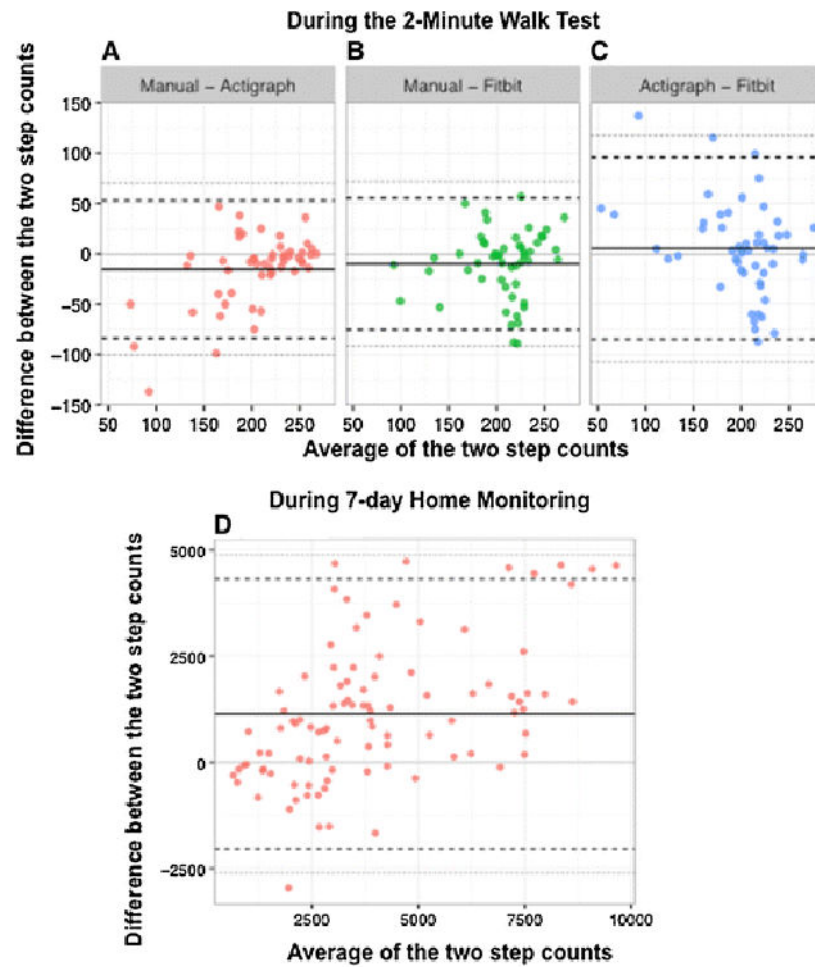 During the 2-Minute Walk Test
A B C
Manual – Actigraph Manual – Fitbit Actigraph – Fitbit
Difference between the two step counts
150
100
50
0
−50
−100
−150
50 100 150 200 250 50 100 150 200 250 50 100 150 200 250
Average of the two step counts
During 7-day Home Monitoring
D
Difference between the two step counts
5000
2500
0
−2500
2500 5000 7500 10000
Average of the two step counts